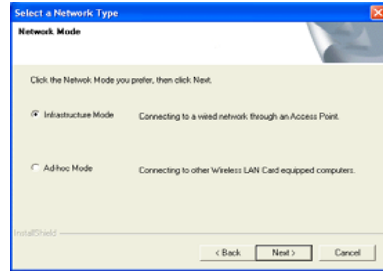 Select a Network Type
Network Mode
Click the Netwok Mode you prefer, then click Next.
Infrastructure Mode Connecting to a wired network through an Access Point.
Ad-hoc Mode Connecting to other Wireless LAN Card equipped computers.
InstallShield
< Back Next > Cancel